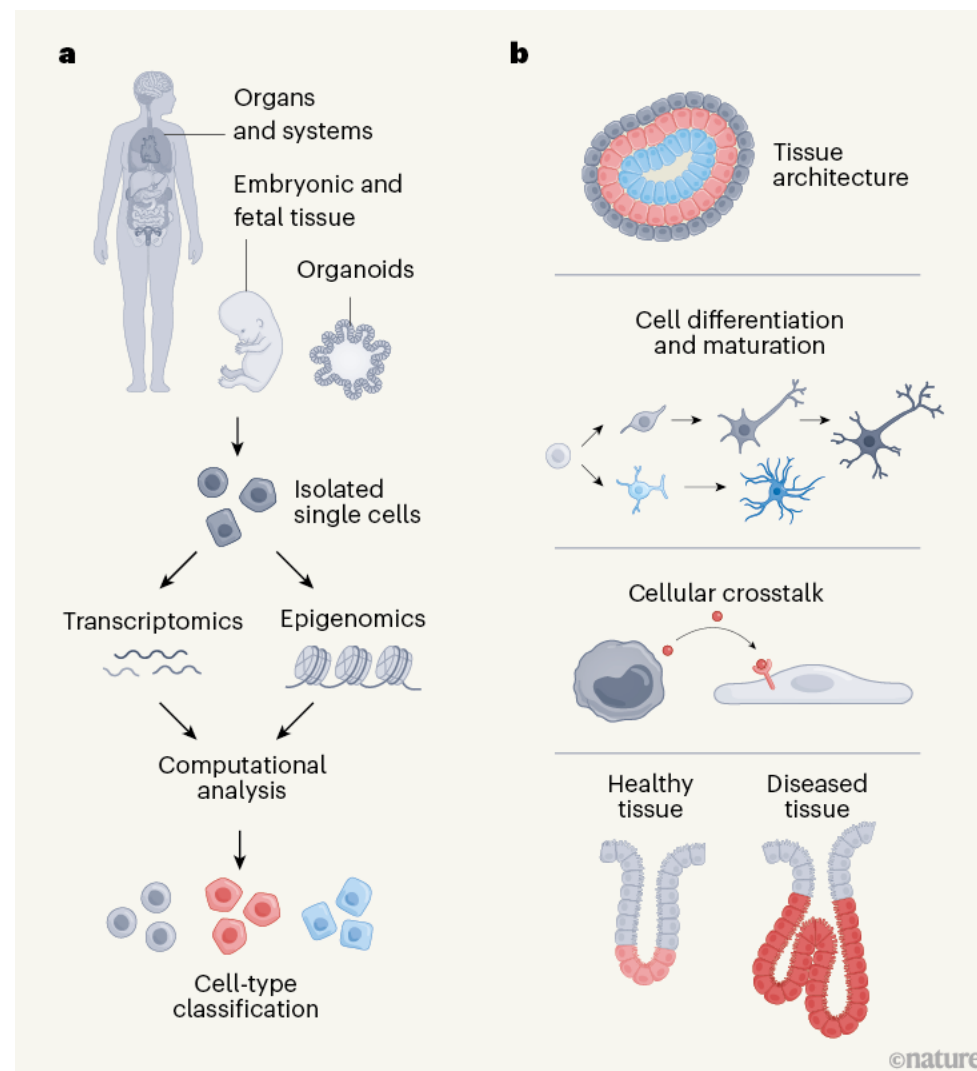 a
Organs
and systems
Embryonic and
fetal tissue
Organoids
Isolated
single cells
Transcriptomics
Epigenomics
Computational
analysis
Cell-type
classification
b
Tissue
architecture
Cell differentiation
and maturation
Cellular crosstalk
Healthy
tissue
Diseased
tissue
©nature